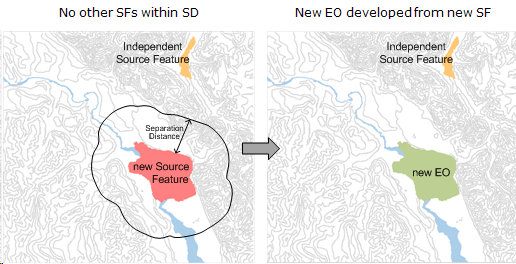 No other SFs within SD
New EO developed from new SF
Independent
Source Feature
Separation
Distance
new Source
Feature
Independent
Source Feature
new EO